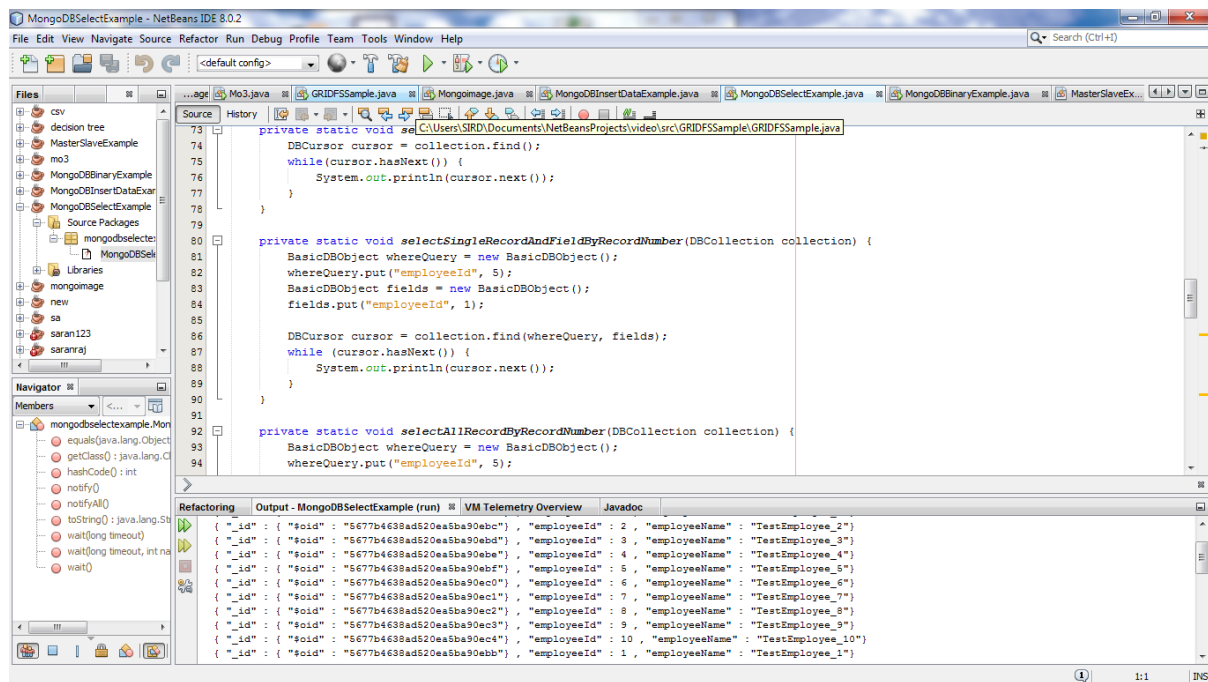 MongoDBSelectExample - NetBeans IDE 8.0.2
File Edit View Navigate Source Refactor Run Debug Profile Team Tools Window Help
Search (Ctrl+I)
<default config>
Files
csv
decision tree
MasterSlaveExample
mo3
MongoDBBinaryExample
MongoDBInsertDataExar
MongoDBSelectExample
Source Packages
mongodbselecte:
MongoDBSele
Libraries
mongoimage
new
sa
saran123
saranraj
Navigator
Members
<...
mongodbselectexample.Mon
equals(java.lang.Object
getClass() : java.lang.Cl
hashCode() : int
notify()
notifyAll()
toString() : java.lang.St
wait(long timeout)
wait(long timeout, int na
wait()
...age Mo3.java GRIDFSSample.java Mongoimage.java MongoDBInsertDataExample.java MongoDBSelectExample.java MongoDBBinaryExample.java MasterSlaveEx...
Source History
C:\Users\SIRD\Documents\NetBeansProjects\video\src\GRIDFSSample\GRIDFSSample.java
73 private static void se
74 DBCursor cursor = collection.find();
75 while(cursor.hasNext()) {
76 System.out.println(cursor.next());
77 }
78 }
79
80 private static void selectSingleRecordAndFieldByRecordNumber(DBCollection collection) {
81 BasicDBObject whereQuery = new BasicDBObject();
82 whereQuery.put("employeeId", 5);
83 BasicDBObject fields = new BasicDBObject();
84 fields.put("employeeId", 1);
85
86 DBCursor cursor = collection.find(whereQuery, fields);
87 while (cursor.hasNext()) {
88 System.out.println(cursor.next());
89 }
90 }
91
92 private static void selectAllRecordByRecordNumber(DBCollection collection) {
93 BasicDBObject whereQuery = new BasicDBObject();
94 whereQuery.put("employeeId", 5);
Refactoring Output - MongoDBSelectExample (run) VM Telemetry Overview Javadoc
{ "_id" : { "$oid" : "5677b4638ad520ea5ba90ebc"} , "employeeId" : 2 , "employeeName" : "TestEmployee_2"}
{ "_id" : { "$oid" : "5677b4638ad520ea5ba90ebd"} , "employeeId" : 3 , "employeeName" : "TestEmployee_3"}
{ "_id" : { "$oid" : "5677b4638ad520ea5ba90ebe"} , "employeeId" : 4 , "employeeName" : "TestEmployee_4"}
{ "_id" : { "$oid" : "5677b4638ad520ea5ba90ebf"} , "employeeId" : 5 , "employeeName" : "TestEmployee_5"}
{ "_id" : { "$oid" : "5677b4638ad520ea5ba90ec0"} , "employeeId" : 6 , "employeeName" : "TestEmployee_6"}
{ "_id" : { "$oid" : "5677b4638ad520ea5ba90ec1"} , "employeeId" : 7 , "employeeName" : "TestEmployee_7"}
{ "_id" : { "$oid" : "5677b4638ad520ea5ba90ec2"} , "employeeId" : 8 , "employeeName" : "TestEmployee_8"}
{ "_id" : { "$oid" : "5677b4638ad520ea5ba90ec3"} , "employeeId" : 9 , "employeeName" : "TestEmployee_9"}
{ "_id" : { "$oid" : "5677b4638ad520ea5ba90ec4"} , "employeeId" : 10 , "employeeName" : "TestEmployee_10"}
{ "_id" : { "$oid" : "5677b4638ad520ea5ba90ebb"} , "employeeId" : 1 , "employeeName" : "TestEmployee_1"}
1 1:1 INS